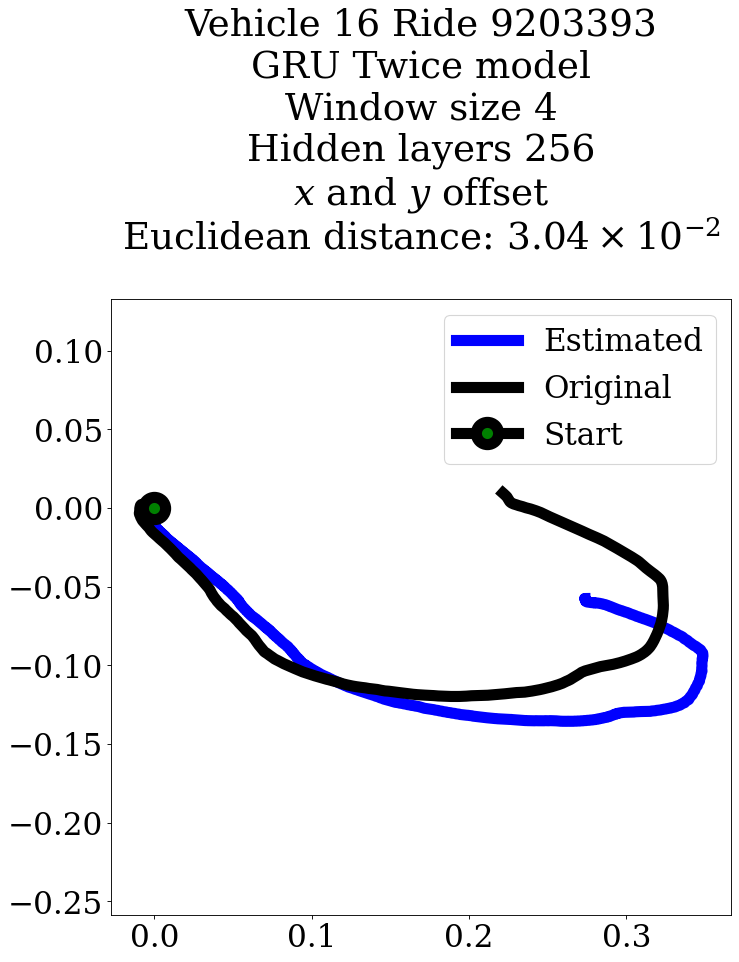 Vehicle 16 Ride 9203393
GRU Twice model
Window size 4
Hidden layers 256
x and y offset
Euclidean distance: 3.04 × 10⁻²
Estimated
Original
Start
0.10
0.05
0.00
−0.05
−0.10
−0.15
−0.20
−0.25
0.0 0.1 0.2 0.3